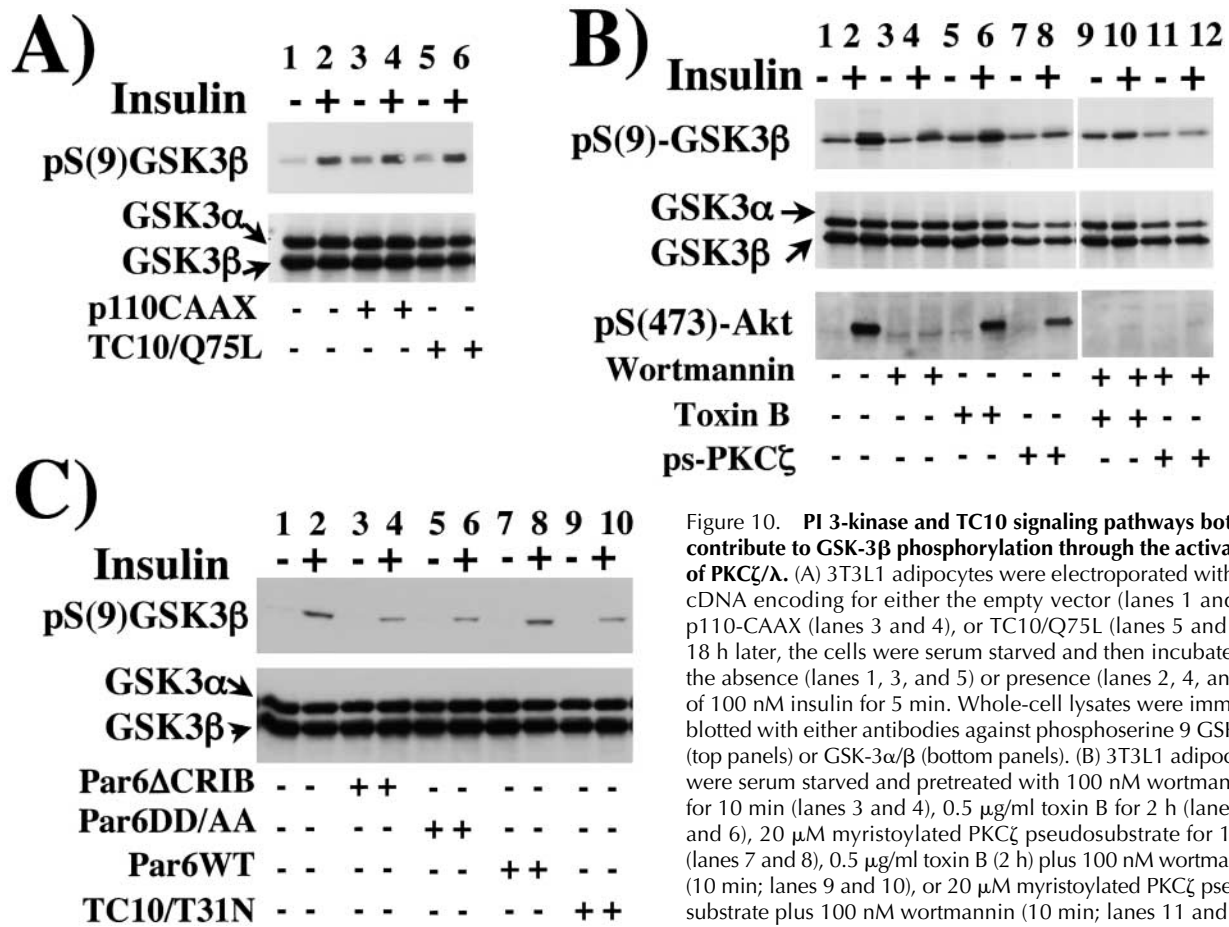 A)
1 2 3 4 5 6
Insulin - + - + - +
pS(9)GSK3β
GSK3α
GSK3β
p110CAAX - - + + - -
TC10/Q75L - - - - + +
B)
1 2 3 4 5 6 7 8 9 10 11 12
Insulin - + - + - + - + - + - +
pS(9)-GSK3β
GSK3α
GSK3β
pS(473)-Akt
Wortmannin - - + + - - - - + + + +
Toxin B - - - - + + - - + + - -
ps-PKCζ - - - - - - + + - - + +
C)
1 2 3 4 5 6 7 8 9 10
Insulin - + - + - + - + - +
pS(9)GSK3β
GSK3α
GSK3β
Par6ΔCRIB - - + + - - - - - -
Par6DD/AA - - - - + + - - - -
Par6WT - - - - - - + + - -
TC10/T31N - - - - - - - - + +
Figure 10. PI 3-kinase and TC10 signaling pathways bot
contribute to GSK-3β phosphorylation through the activa
of PKCζ/λ. (A) 3T3L1 adipocytes were electroporated with
cDNA encoding for either the empty vector (lanes 1 and
p110-CAAX (lanes 3 and 4), or TC10/Q75L (lanes 5 and
18 h later, the cells were serum starved and then incubate
the absence (lanes 1, 3, and 5) or presence (lanes 2, 4, an
of 100 nM insulin for 5 min. Whole-cell lysates were imm
blotted with either antibodies against phosphoserine 9 GSI
(top panels) or GSK-3α/β (bottom panels). (B) 3T3L1 adipoc
were serum starved and pretreated with 100 nM wortman
for 10 min (lanes 3 and 4), 0.5 μg/ml toxin B for 2 h (lane
and 6), 20 μM myristoylated PKCζ pseudosubstrate for 1
(lanes 7 and 8), 0.5 μg/ml toxin B (2 h) plus 100 nM wortma
(10 min; lanes 9 and 10), or 20 μM myristoylated PKCζ pse
substrate plus 100 nM wortmannin (10 min; lanes 11 and